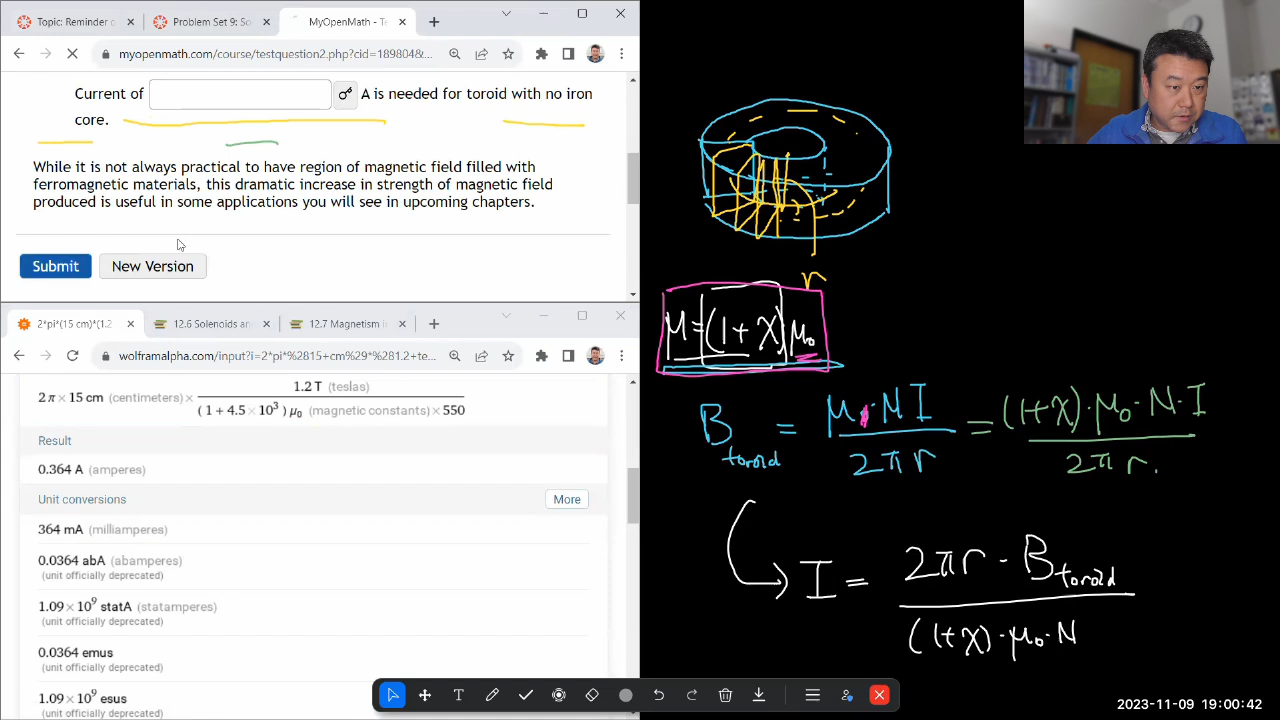 Topic: Reminder o
Problem Set 9: So
MyOpenMath - Te
myopenmath.com/course/testquestion2.php?cid=189804&...
Current of A is needed for toroid with no iron
core.
While it is not always practical to have region of magnetic field filled with
ferromagnetic materials, this dramatic increase in strength of magnetic field
produced is useful in some applications you will see in upcoming chapters.
Submit
New Version
2*pi*(15 cm)*(1.2
12.6 Solenoids an
12.7 Magnetism i
wolframalpha.com/input?i=2*pi*%2815+cm%29*%281.2+te...
2 π × 15 cm (centimeters) × 1.2 T (teslas)
(1 + 4.5 × 10³) μ₀ (magnetic constants) × 550
Result
0.364 A (amperes)
Unit conversions
More
364 mA (milliamperes)
0.0364 abA (abamperes)
(unit officially deprecated)
1.09 × 10⁹ statA (statamperes)
(unit officially deprecated)
0.0364 emus
(unit officially deprecated)
1.09 × 10⁹ esus
(unit officially deprecated)
r
μ = (1 + χ) μ₀
B toroid = μ · N I / 2 π r = (1+χ) · μ₀ · N · I / 2 π r.
I = 2πr · B toroid / (1+χ) · μ₀ · N
T
2023-11-09 19:00:42